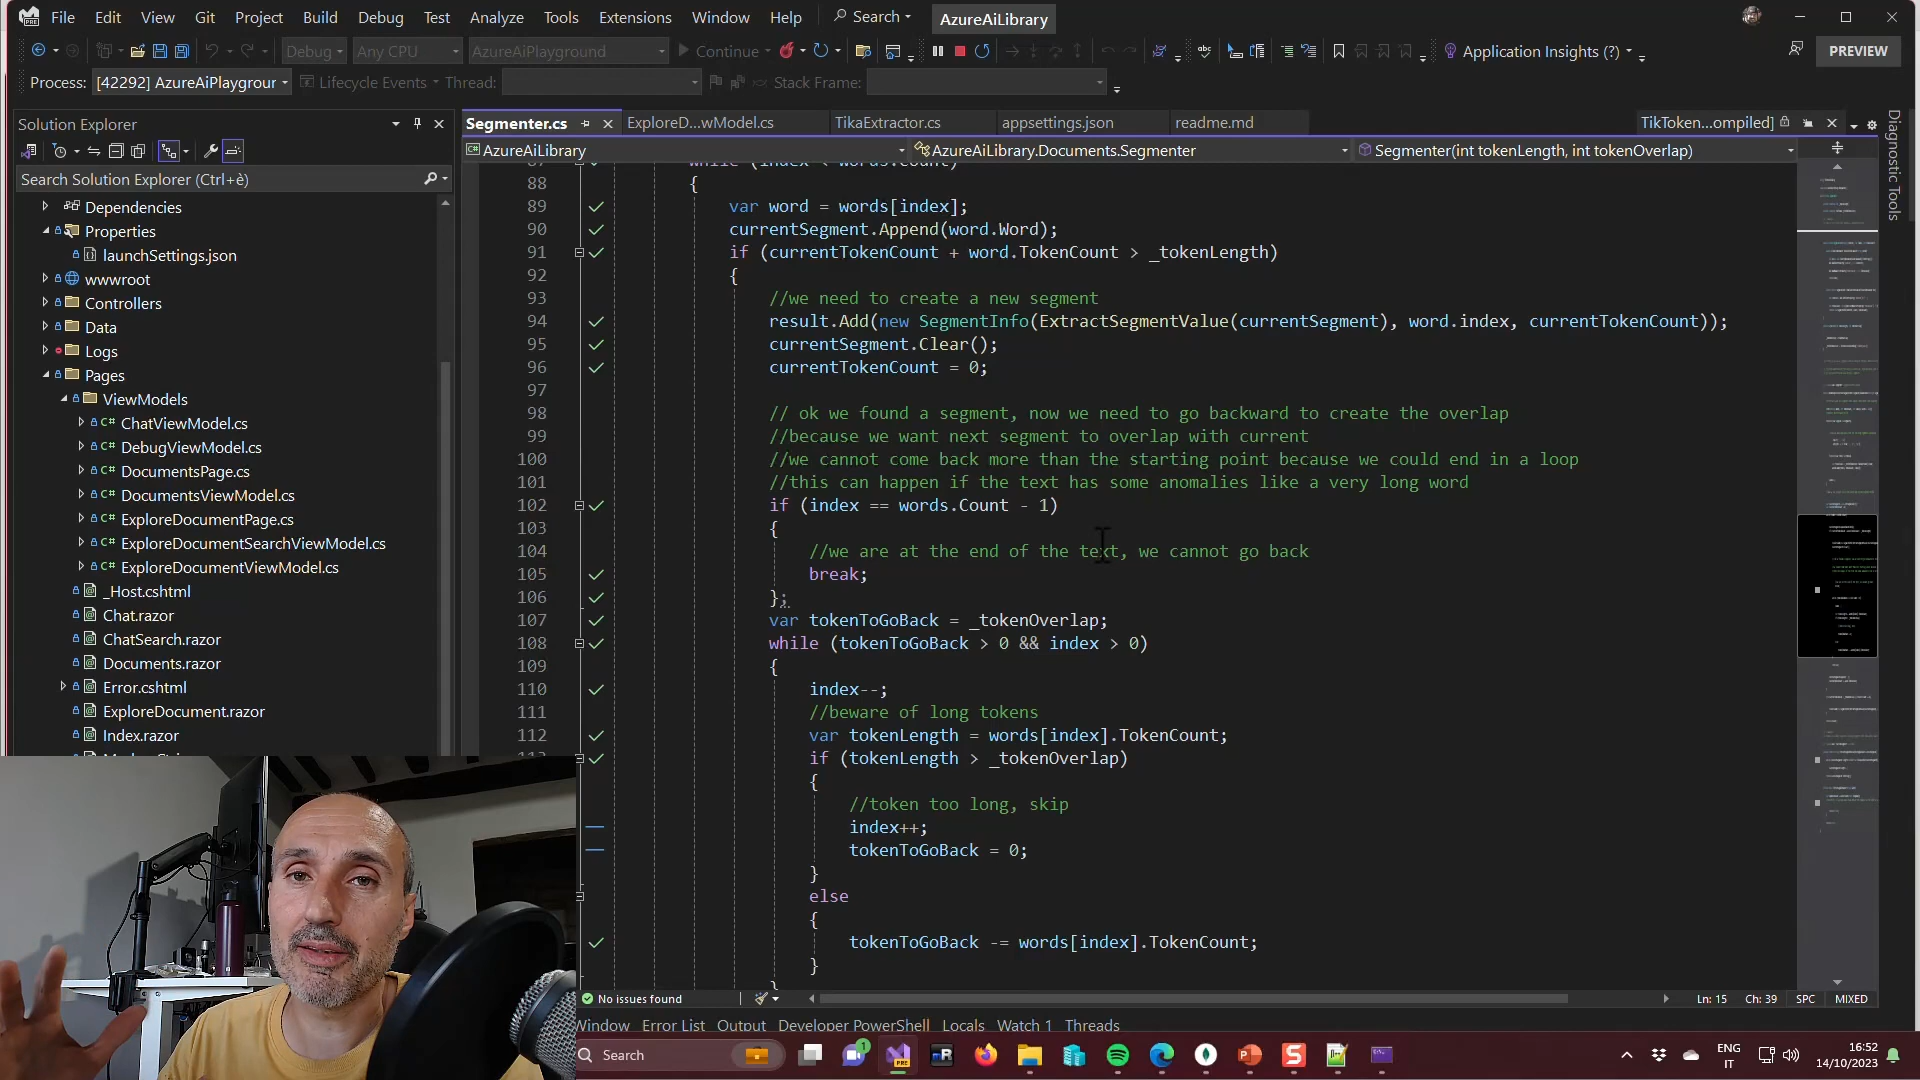 File Edit View Git Project Build Debug Test Analyze Tools Extensions Window Help Search AzureAiLibrary
Debug Any CPU AzureAiPlayground Continue Application Insights (?) PREVIEW
Process: [42292] AzureAiPlaygrour Lifecycle Events Thread: Stack Frame:
Solution Explorer
Search Solution Explorer (Ctrl+è)
Dependencies
Properties
launchSettings.json
wwwroot
Controllers
Data
Logs
Pages
ViewModels
C# ChatViewModel.cs
C# DebugViewModel.cs
C# DocumentsPage.cs
C# DocumentsViewModel.cs
C# ExploreDocumentPage.cs
C# ExploreDocumentSearchViewModel.cs
C# ExploreDocumentViewModel.cs
_Host.cshtml
Chat.razor
ChatSearch.razor
Documents.razor
Error.cshtml
ExploreDocument.razor
Index.razor
Segmenter.cs ExploreD...wModel.cs TikaExtractor.cs appsettings.json readme.md TikToken...ompiled]
AzureAiLibrary AzureAiLibrary.Documents.Segmenter Segmenter(int tokenLength, int tokenOverlap)
87 while (index < words.Count)
88 {
89 var word = words[index];
90 currentSegment.Append(word.Word);
91 if (currentTokenCount + word.TokenCount > _tokenLength)
92 {
93 //we need to create a new segment
94 result.Add(new SegmentInfo(ExtractSegmentValue(currentSegment), word.index, currentTokenCount));
95 currentSegment.Clear();
96 currentTokenCount = 0;
97
98 // ok we found a segment, now we need to go backward to create the overlap
99 //because we want next segment to overlap with current
100 //we cannot come back more than the starting point because we could end in a loop
101 //this can happen if the text has some anomalies like a very long word
102 if (index == words.Count - 1)
103 {
104 //we are at the end of the text, we cannot go back
105 break;
106 };
107 var tokenToGoBack = _tokenOverlap;
108 while (tokenToGoBack > 0 && index > 0)
109 {
110 index--;
111 //beware of long tokens
112 var tokenLength = words[index].TokenCount;
113 if (tokenLength > _tokenOverlap)
{
//token too long, skip
index++;
tokenToGoBack = 0;
}
else
{
tokenToGoBack -= words[index].TokenCount;
}
}
Diagnostic Tools
No issues found Ln: 15 Ch: 39 SPC MIXED
Window Error List Output Developer PowerShell Locals Watch 1 Threads
Search 1 PRE ENG IT 16:52 14/10/2023